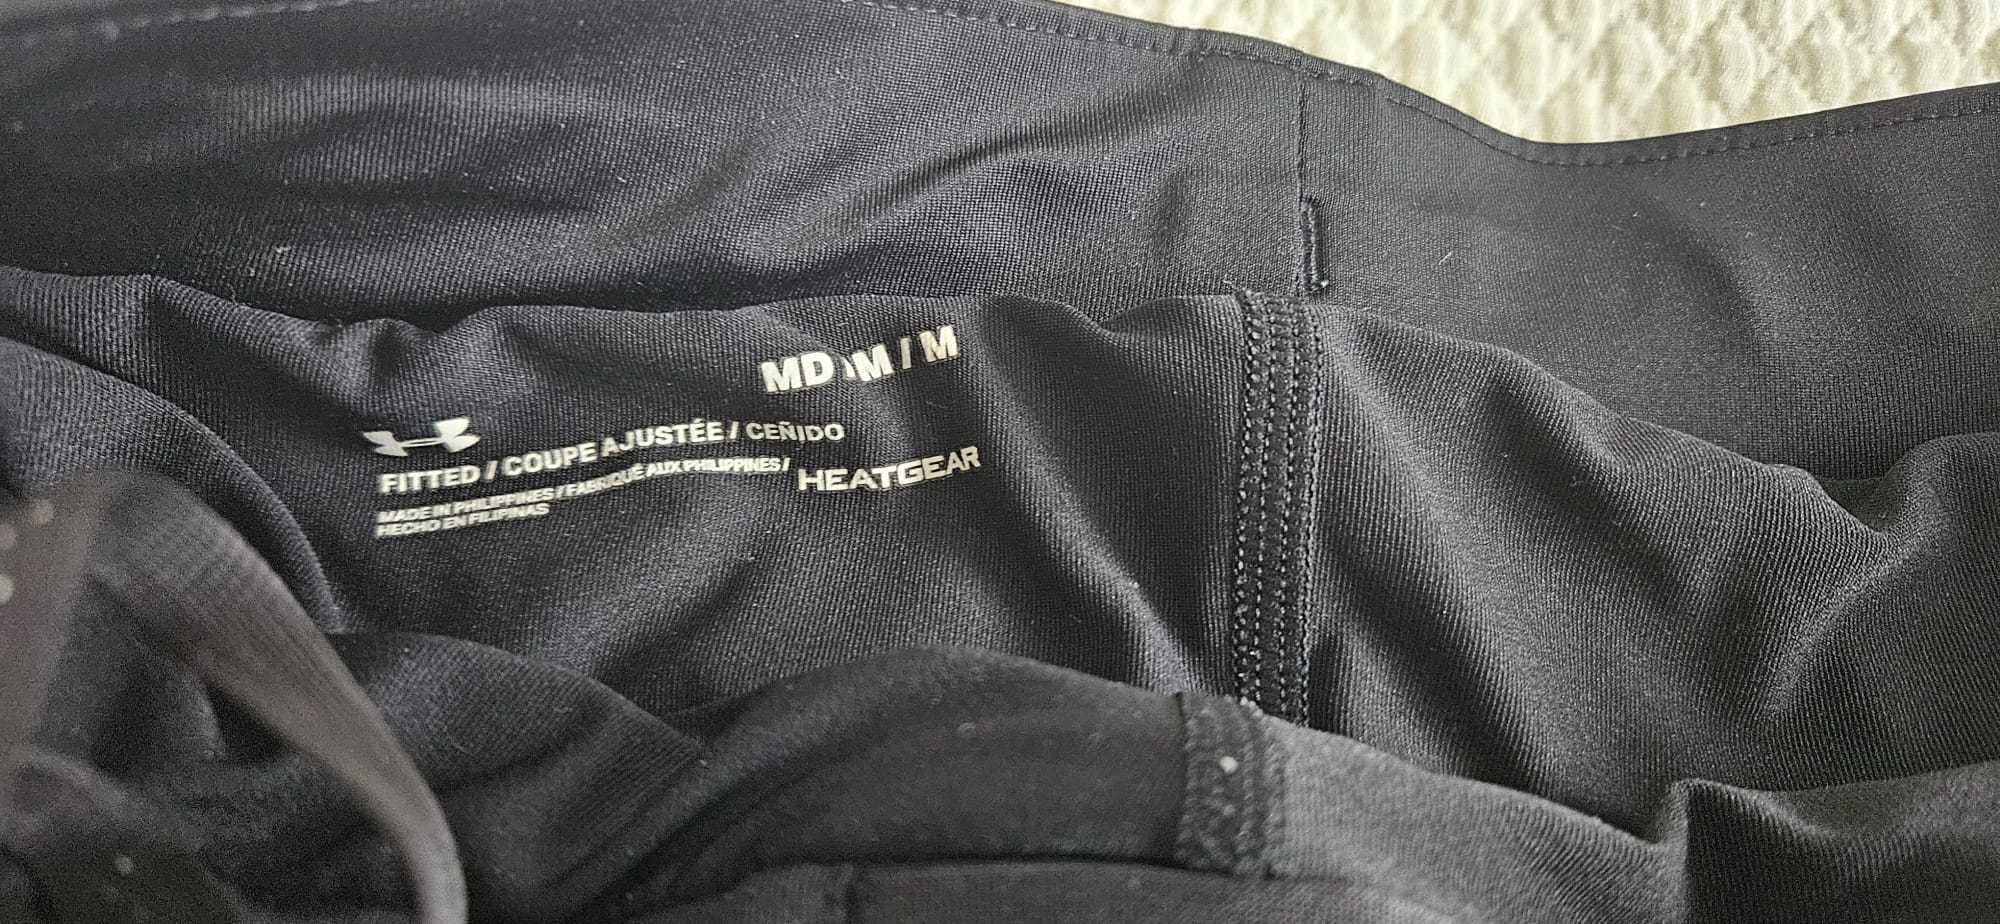 MD / M / M
FITTED / COUPE AJUSTÉE / CEÑIDO
MADE IN PHILIPPINES / FABRIQUÉ AUX PHILIPPINES /
HECHO EN FILIPINAS
HEATGEAR